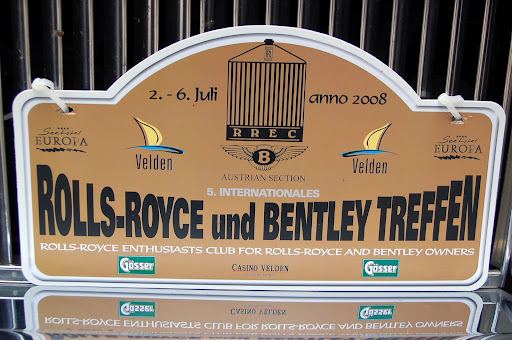 2. - 6. Juli
anno 2008
RREC
B
AUSTRIAN SECTION
Seehotel
EUROPA
Velden
Velden
Seehotel
EUROPA
5. INTERNATIONALES
ROLLS-ROYCE und BENTLEY TREFFEN
ROLLS-ROYCE ENTHUSIASTS CLUB FOR ROLLS-ROYCE AND BENTLEY OWNERS
Gösser
CASINO VELDEN
Gösser